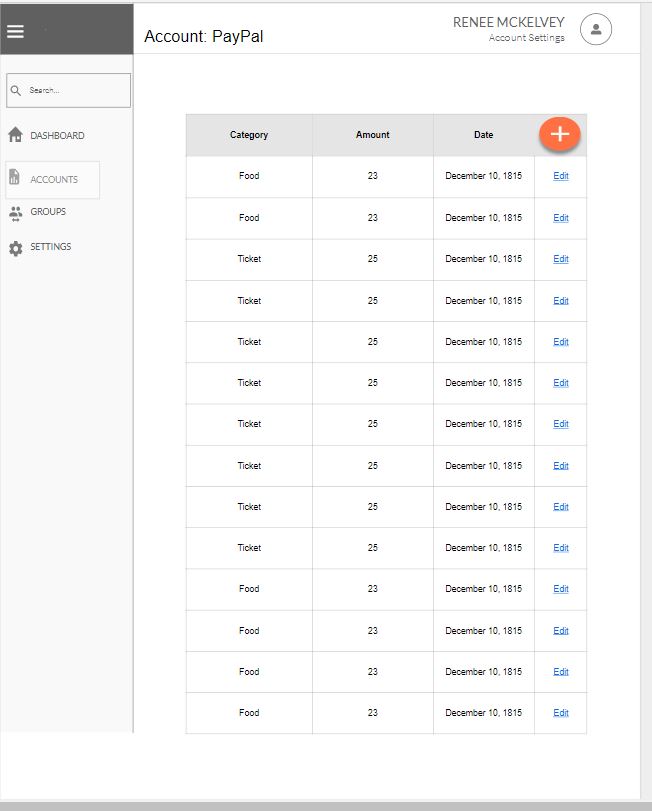 RENEE MCKELVEY
Account: PayPal
Account Settings
Search...
DASHBOARD
ACCOUNTS
GROUPS
SETTINGS
Category Amount Date +
Food 23 December 10, 1815 Edit
Food 23 December 10, 1815 Edit
Ticket 25 December 10, 1815 Edit
Ticket 25 December 10, 1815 Edit
Ticket 25 December 10, 1815 Edit
Ticket 25 December 10, 1815 Edit
Ticket 25 December 10, 1815 Edit
Ticket 25 December 10, 1815 Edit
Ticket 25 December 10, 1815 Edit
Ticket 25 December 10, 1815 Edit
Food 23 December 10, 1815 Edit
Food 23 December 10, 1815 Edit
Food 23 December 10, 1815 Edit
Food 23 December 10, 1815 Edit